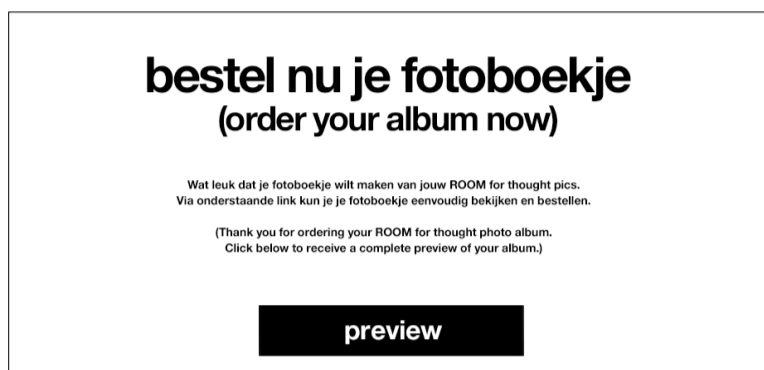 bestel nu je fotoboekje
(order your album now)
Wat leuk dat je fotoboekje wilt maken van jouw ROOM for thought pics.
Via onderstaande link kun je je fotoboekje eenvoudig bekijken en bestellen.
(Thank you for ordering your ROOM for thought photo album.
Click below to receive a complete preview of your album.)
preview